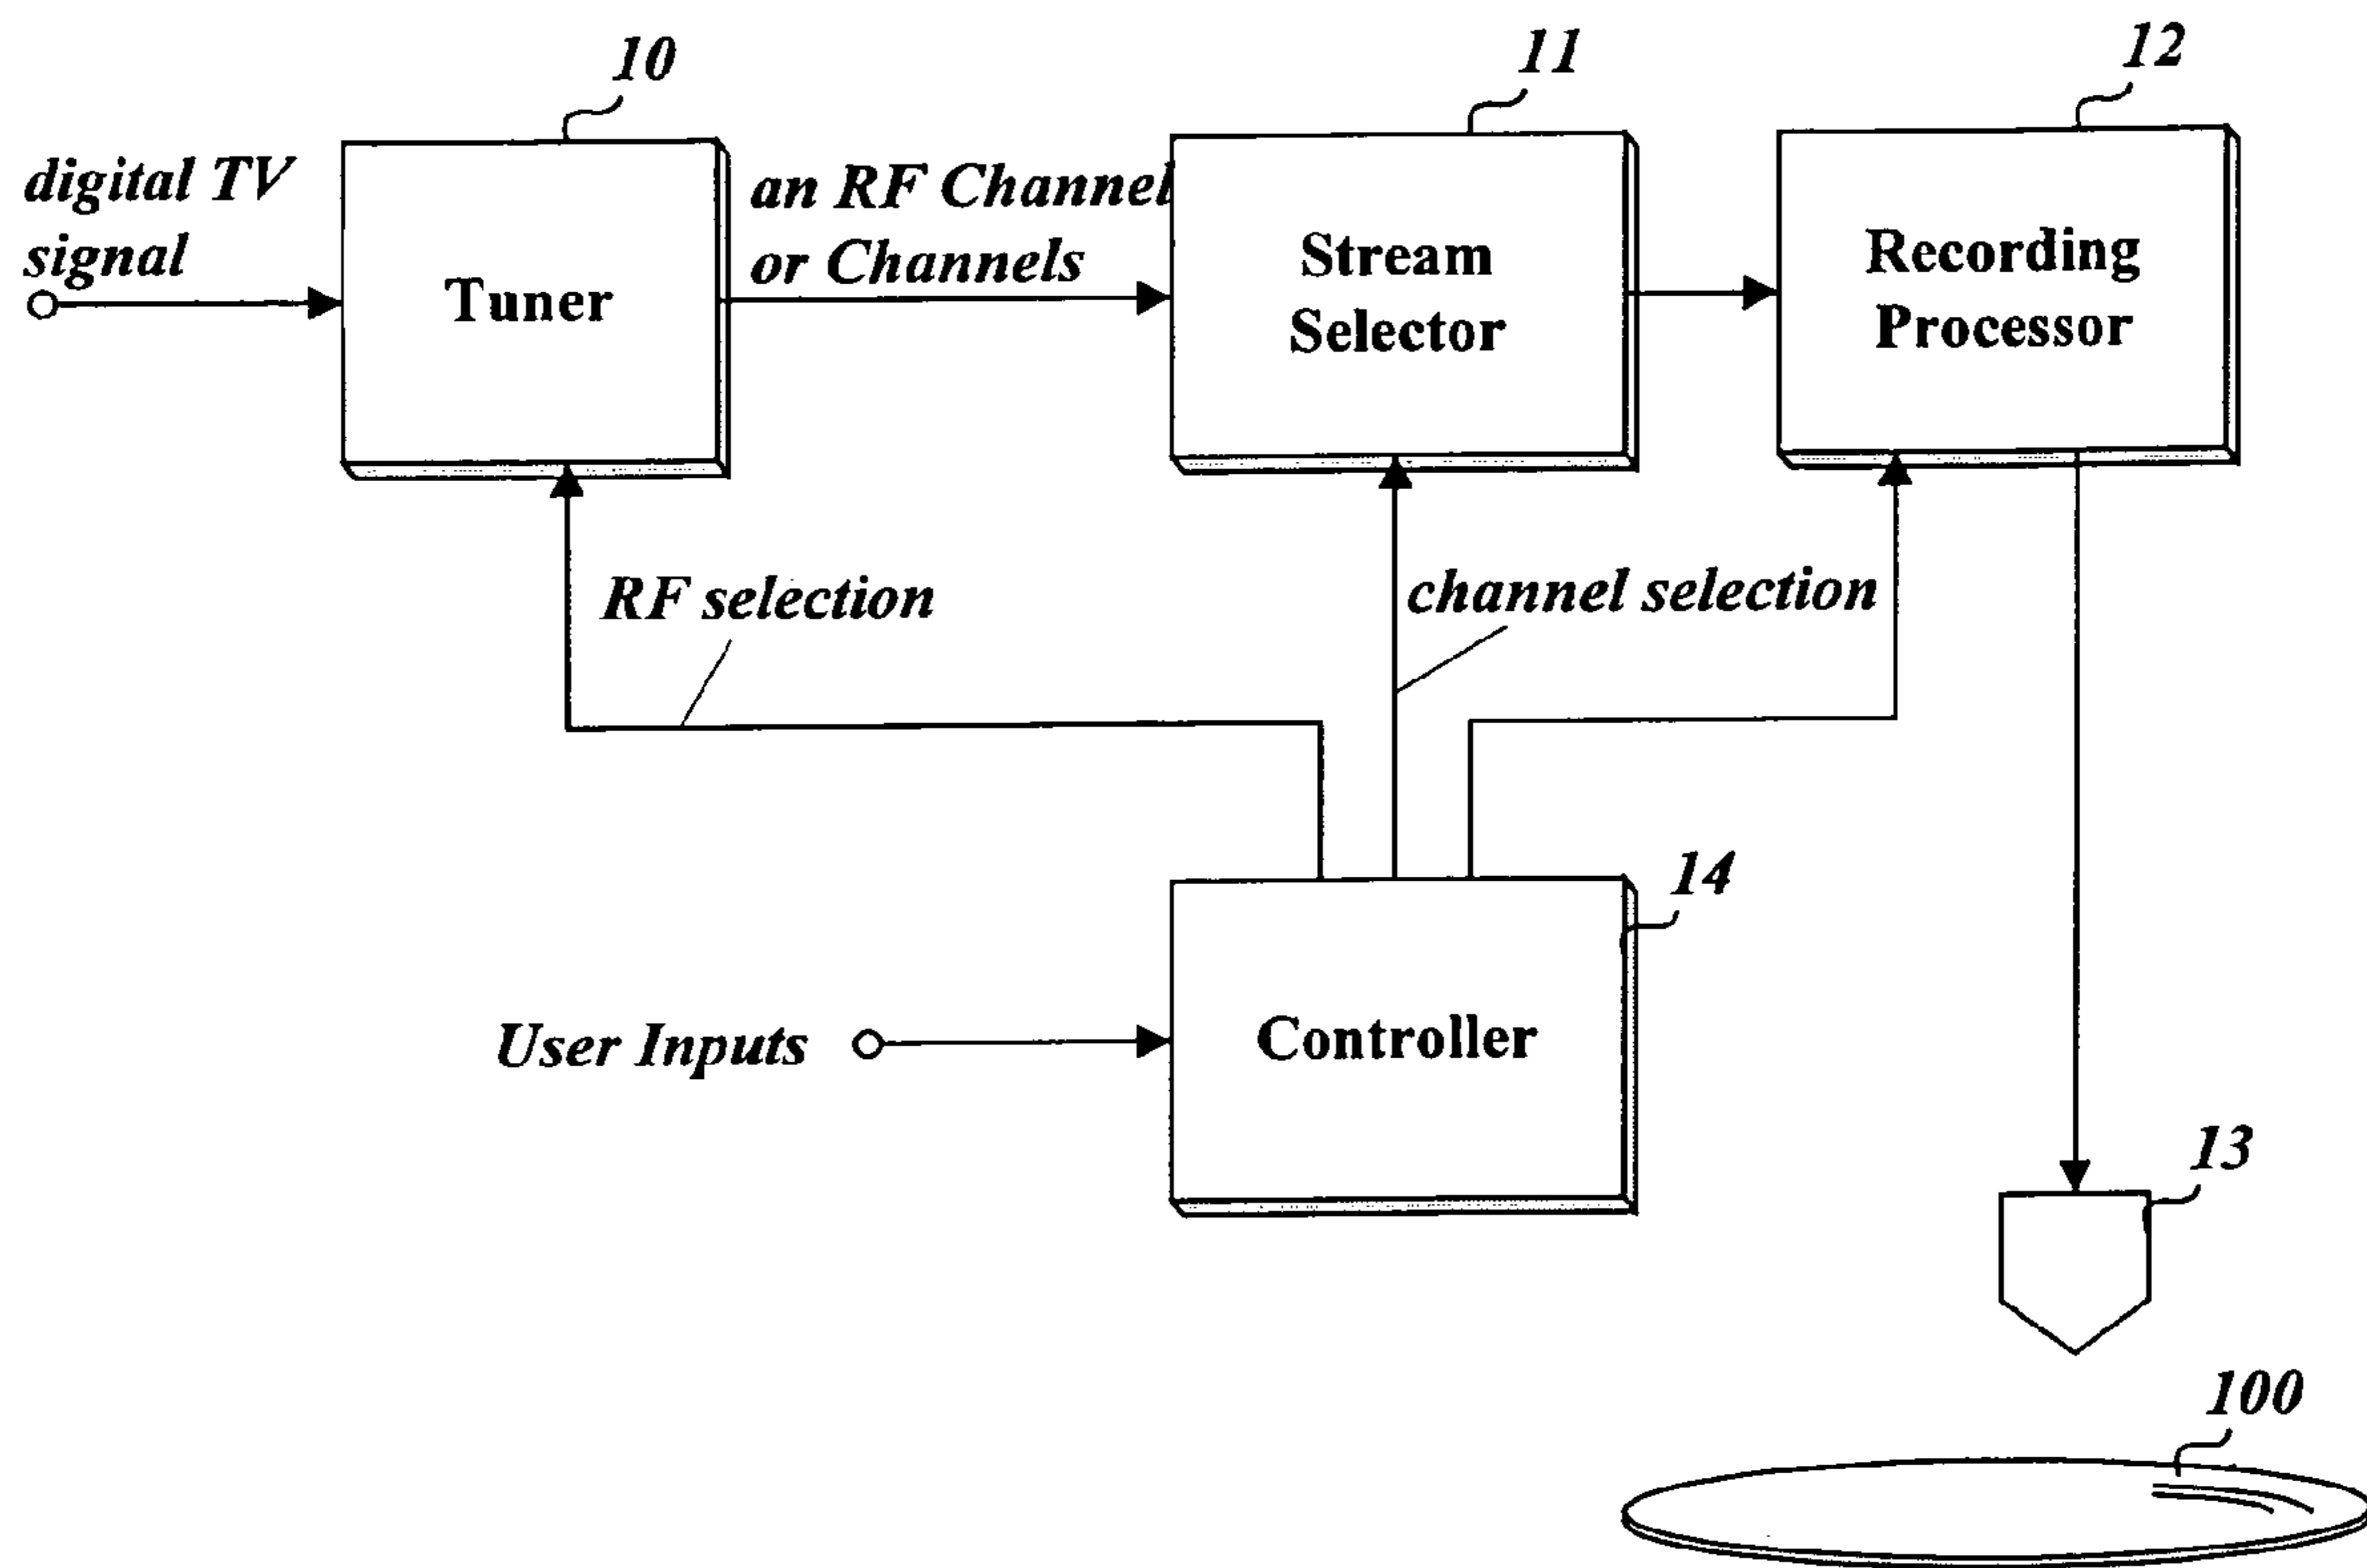 10
11
12
digital TV
signal
Tuner
an RF Channel
or Channels
Stream
Selector
Recording
Processor
RF selection
channel selection
14
User Inputs
Controller
13
100